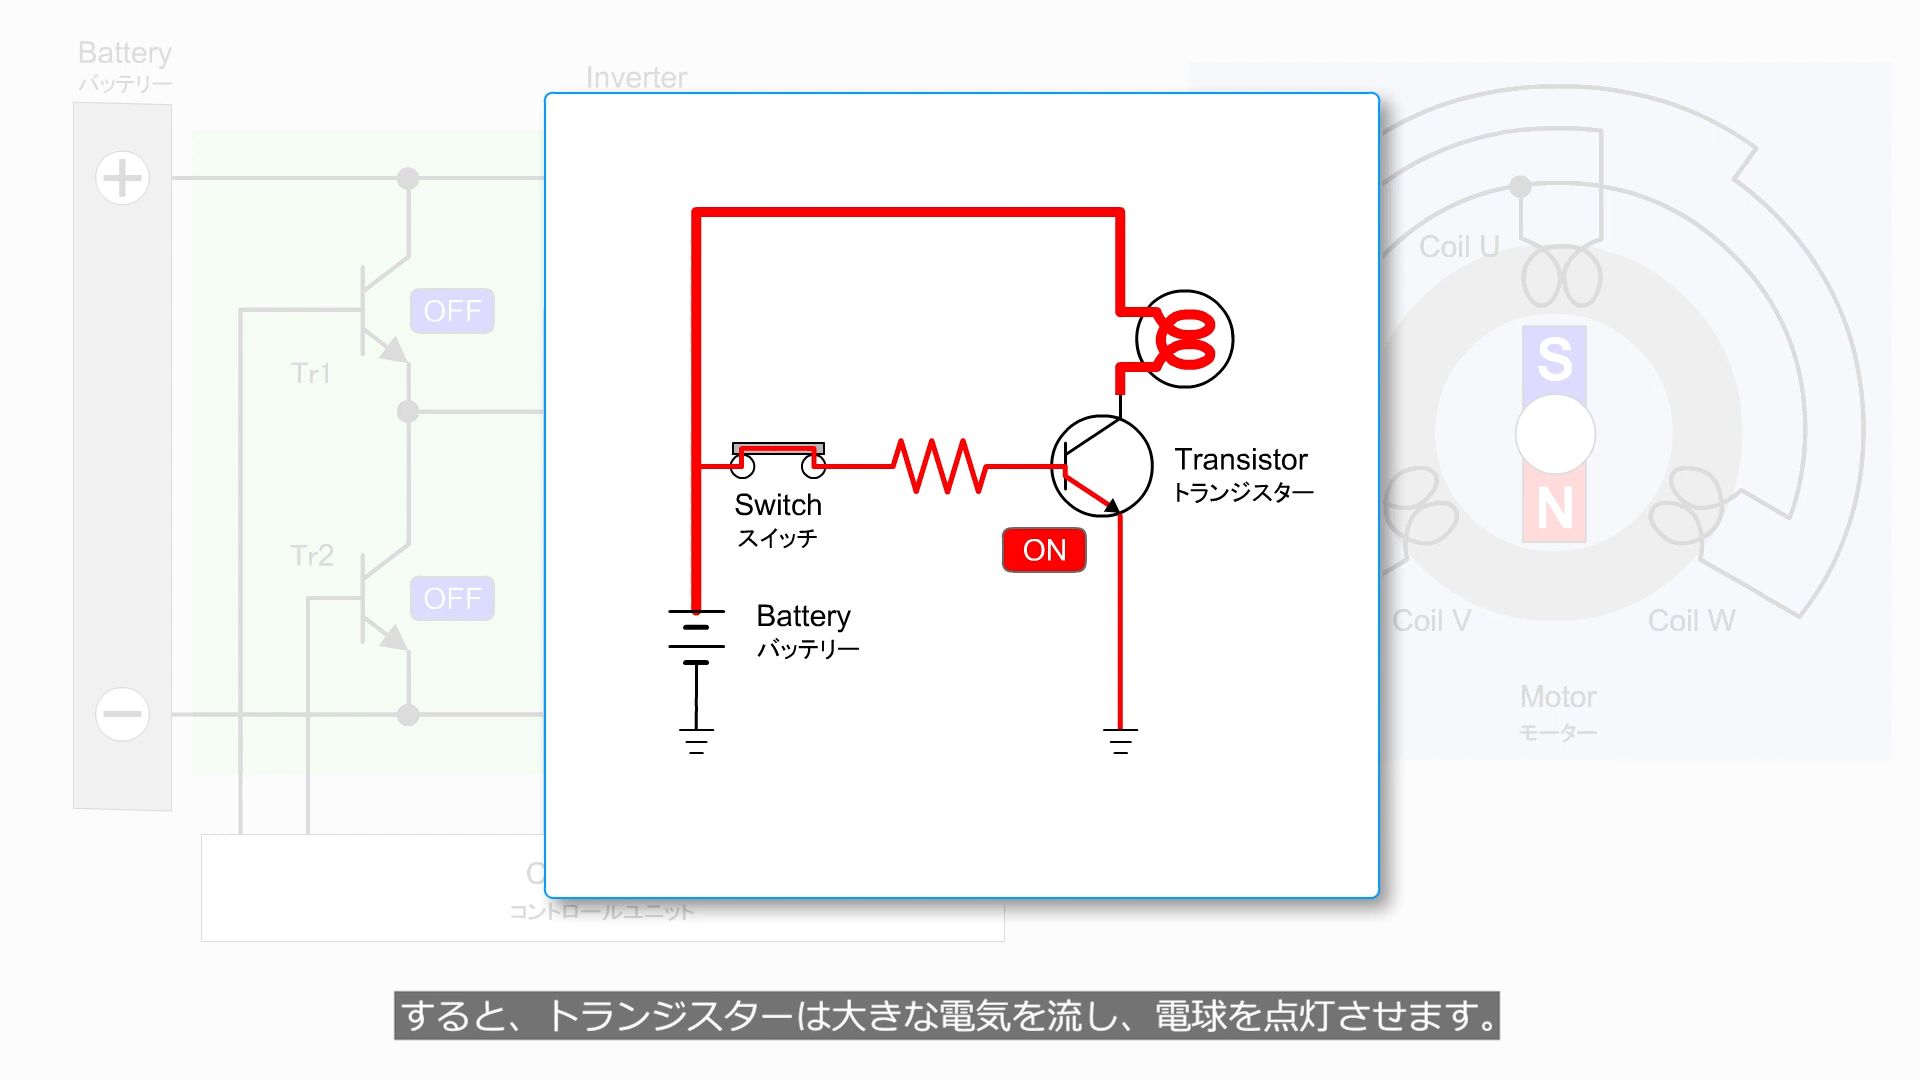 Battery
バッテリー
Inverter
OFF
Tr1
Tr2
OFF
Switch
スイッチ
Transistor
トランジスター
ON
Battery
バッテリー
Coil U
S
N
Coil V
Coil W
Motor
モーター
C
コントロールユニット
すると、トランジスターは大きな電気を流し、電球を点灯させます。